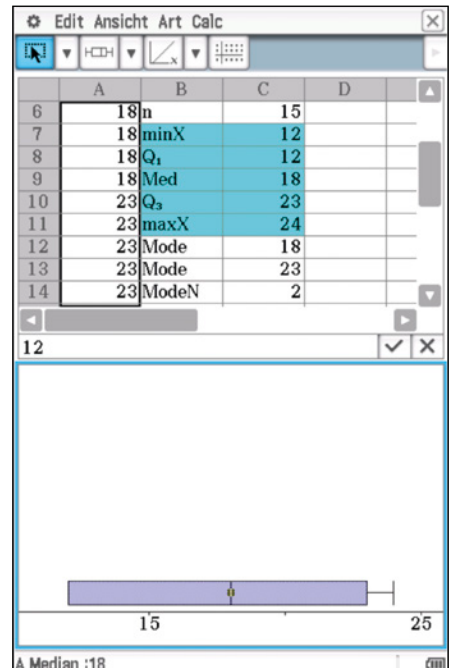 Edit Ansicht Art Calc
A B C D
6 18 n 15
7 18 minX 12
8 18 Q₁ 12
9 18 Med 18
10 23 Q₃ 23
11 23 maxX 24
12 23 Mode 18
13 23 Mode 23
14 23 ModeN 2
12
15 25
A Median :18